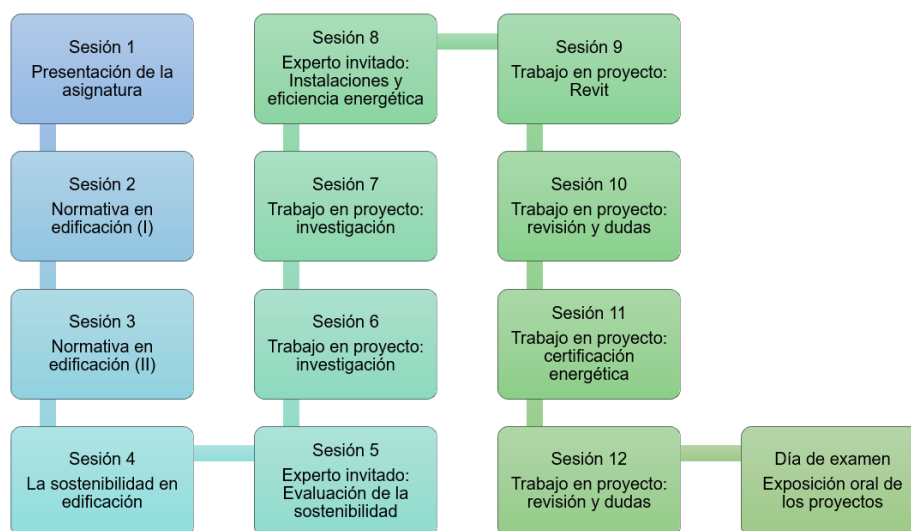 Sesión 1
Presentación de la
asignatura
Sesión 2
Normativa en
edificación (I)
Sesión 3
Normativa en
edificación (II)
Sesión 4
La sostenibilidad en
edificación
Sesión 5
Experto invitado:
Evaluación de la
sostenibilidad
Sesión 6
Trabajo en proyecto:
investigación
Sesión 7
Trabajo en proyecto:
investigación
Sesión 8
Experto invitado:
Instalaciones y
eficiencia energética
Sesión 9
Trabajo en proyecto:
Revit
Sesión 10
Trabajo en proyecto:
revisión y dudas
Sesión 11
Trabajo en proyecto:
certificación
energética
Sesión 12
Trabajo en proyecto:
revisión y dudas
Día de examen
Exposición oral de
los proyectos